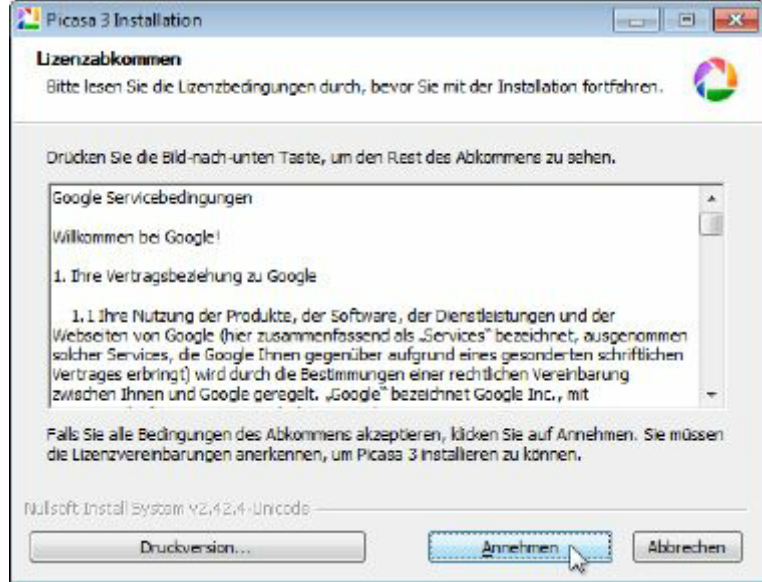 Picasa 3 Installation
Lizenzabkommen
Bitte lesen Sie die Lizenzbedingungen durch, bevor Sie mit der Installation fortfahren.
Drücken Sie die Bild-nach-unten Taste, um den Rest des Abkommens zu sehen.
Google Servicebedingungen
Willkommen bei Google!
1. Ihre Vertragsbeziehung zu Google
1.1 Ihre Nutzung der Produkte, der Software, der Dienstleistungen und der
Webseiten von Google (hier zusammenfassend als „Services“ bezeichnet, ausgenommen
solcher Services, die Google Ihnen gegenüber aufgrund eines gesonderten schriftlichen
Vertrages erbringt) wird durch die Bestimmungen einer rechtlichen Vereinbarung
zwischen Ihnen und Google geregelt. „Google“ bezeichnet Google Inc., mit
Falls Sie alle Bedingungen des Abkommens akzeptieren, klicken Sie auf Annehmen. Sie müssen
die Lizenzvereinbarungen anerkennen, um Picasa 3 installieren zu können.
Nullsoft Install System v2.42.4-Unicode
Druckversion...
Annehmen
Abbrechen